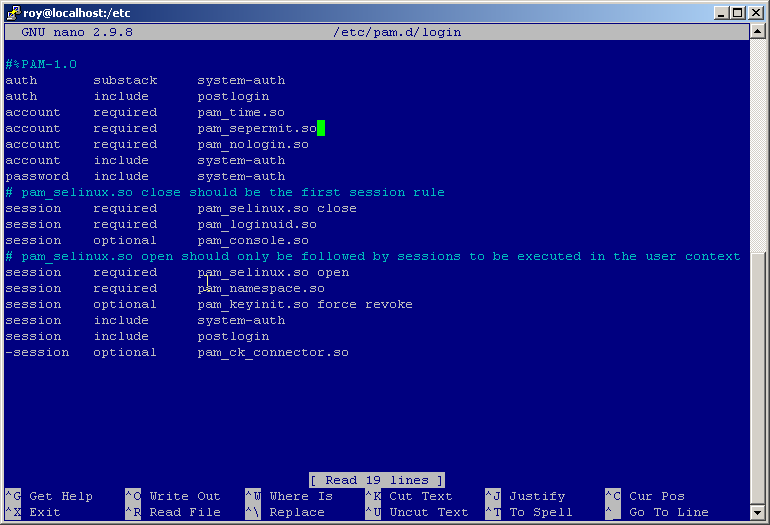 roy@localhost:/etc
GNU nano 2.9.8 /etc/pam.d/login
#%PAM-1.0
auth substack system-auth
auth include postlogin
account required pam_time.so
account required pam_sepermit.so
account required pam_nologin.so
account include system-auth
password include system-auth
# pam_selinux.so close should be the first session rule
session required pam_selinux.so close
session required pam_loginuid.so
session optional pam_console.so
# pam_selinux.so open should only be followed by sessions to be executed in the user context
session required pam_selinux.so open
session required pam_namespace.so
session optional pam_keyinit.so force revoke
session include system-auth
session include postlogin
-session optional pam_ck_connector.so
[ Read 19 lines ]
^G Get Help ^O Write Out ^W Where Is ^K Cut Text ^J Justify ^C Cur Pos
^X Exit ^R Read File ^\ Replace ^U Uncut Text ^T To Spell ^_ Go To Line